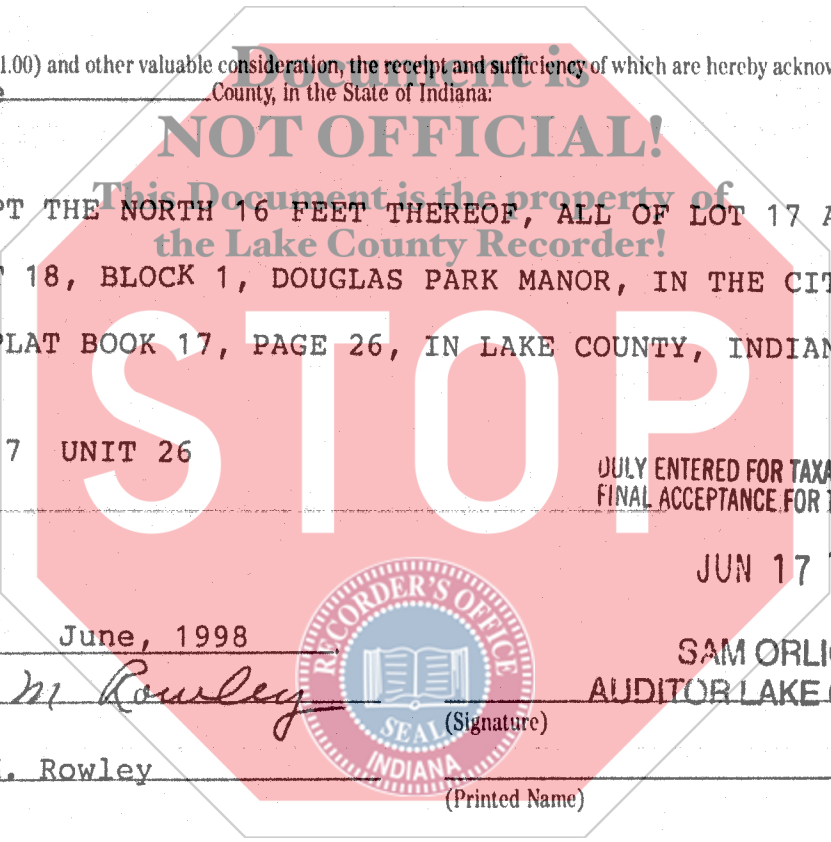 1.00) and other valuable consideration, the receipt and sufficiency of which are hereby acknow
County, in the State of Indiana:
Document is
NOT OFFICIAL!
This Document is the property of
the Lake County Recorder!
PT THE NORTH 16 FEET THEREOF, ALL OF LOT 17 A
T 18, BLOCK 1, DOUGLAS PARK MANOR, IN THE CIT
PLAT BOOK 17, PAGE 26, IN LAKE COUNTY, INDIAN
STOP
7 UNIT 26
DULY ENTERED FOR TAXA
FINAL ACCEPTANCE FOR T
JUN 17
June, 1998
SAM ORLI
AUDITOR LAKE
M Rowley
(Signature)
. Rowley
(Printed Name)
RECORDER'S OFFICE
SEAL
INDIANA